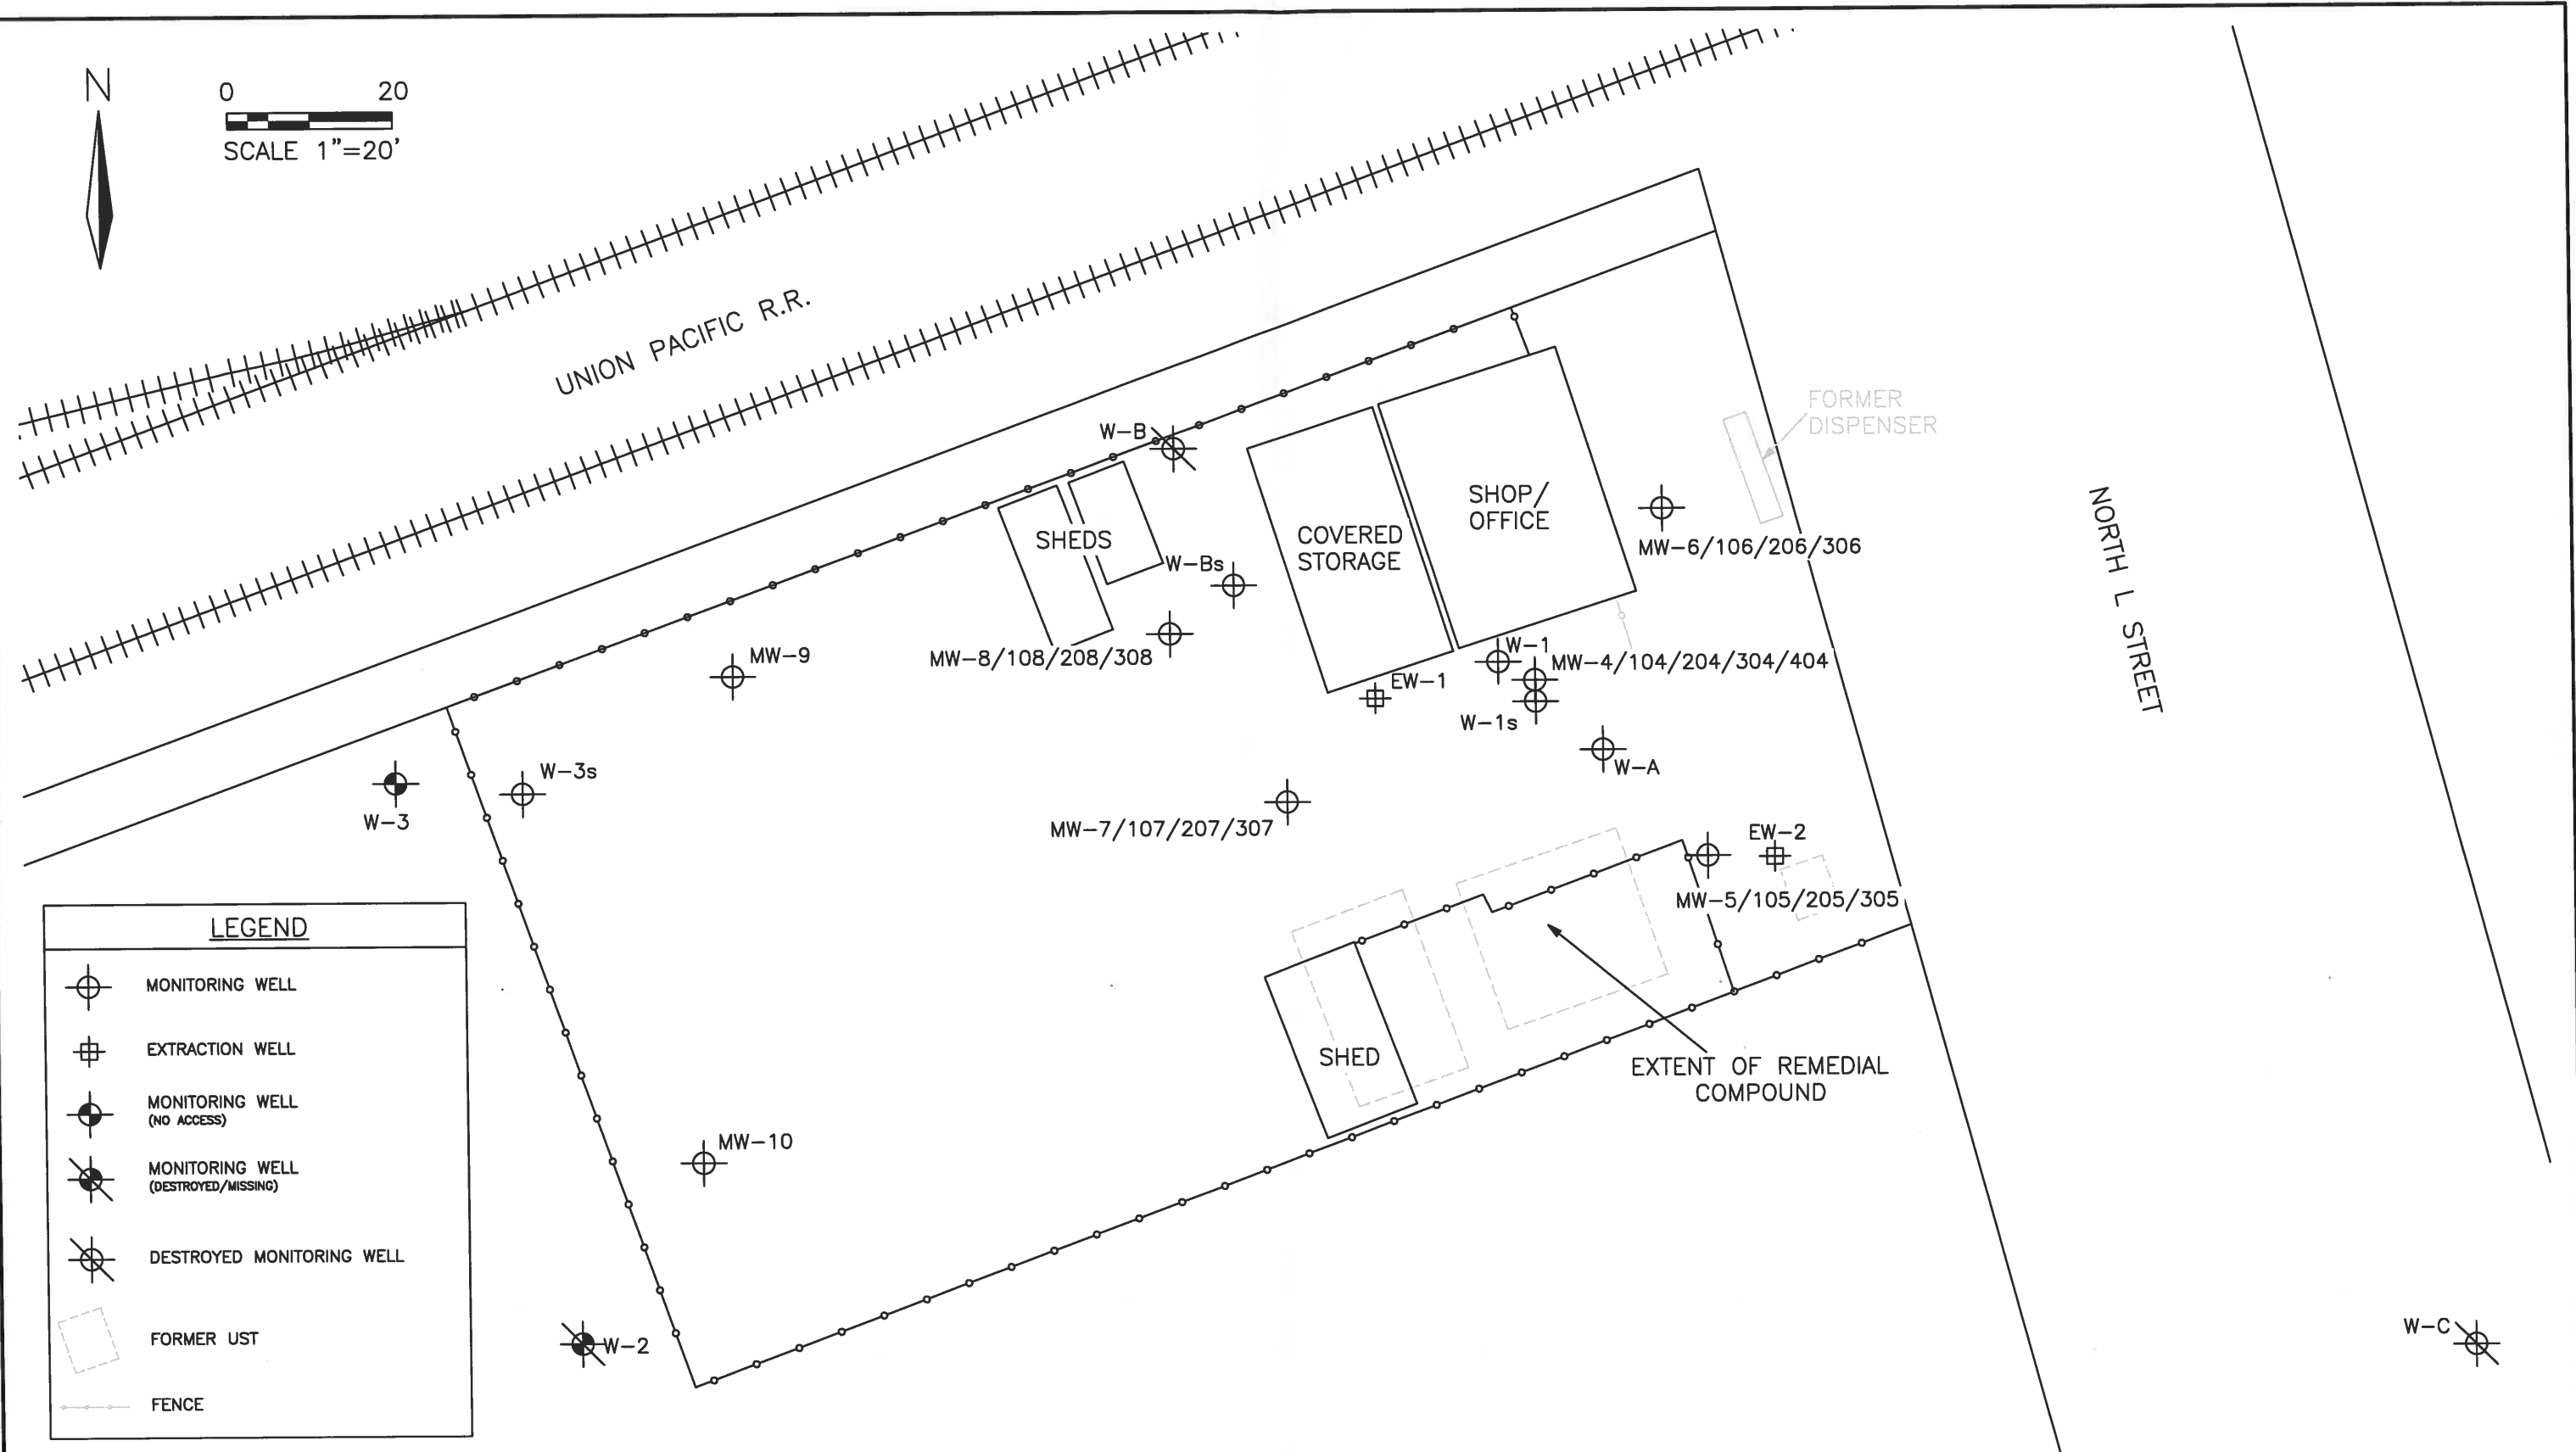 N
0 20
SCALE 1"=20'
UNION PACIFIC R.R.
FORMER
DISPENSER
W-B
SHOP/
OFFICE
COVERED
STORAGE
SHEDS
NORTH L STREET
MW-6/106/206/306
W-Bs
MW-9
MW-8/108/208/308
W-1
MW-4/104/204/304/404
EW-1
W-1s
W-A
W-3s
W-3
MW-7/107/207/307
EW-2
MW-5/105/205/305
SHED
EXTENT OF REMEDIAL
COMPOUND
MW-10
W-2
W-C
LEGEND
MONITORING WELL
EXTRACTION WELL
MONITORING WELL
(NO ACCESS)
MONITORING WELL
(DESTROYED/MISSING)
DESTROYED MONITORING WELL
FORMER UST
FENCE